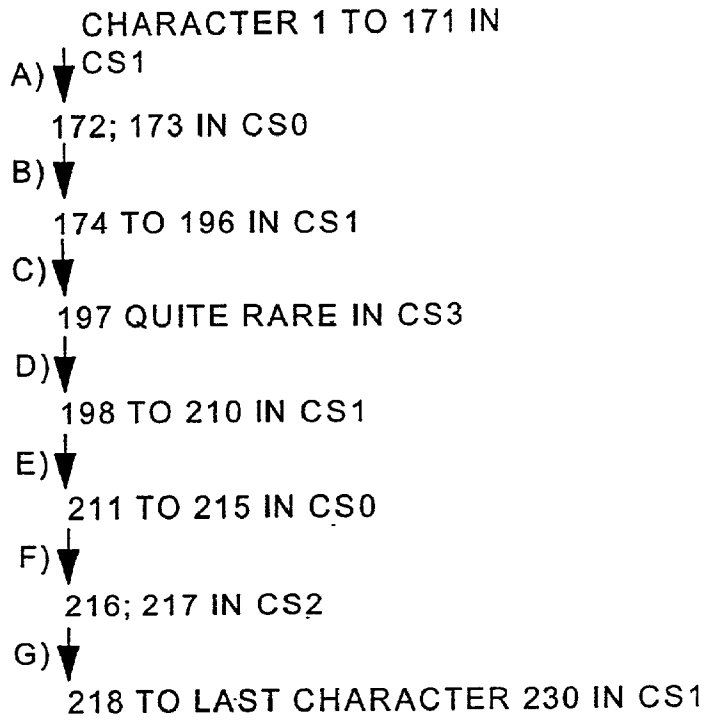 CHARACTER 1 TO 171 IN
A) CS1
172; 173 IN CS0
B)
174 TO 196 IN CS1
C)
197 QUITE RARE IN CS3
D)
198 TO 210 IN CS1
E)
211 TO 215 IN CS0
F)
216; 217 IN CS2
G)
218 TO LAST CHARACTER 230 IN CS1